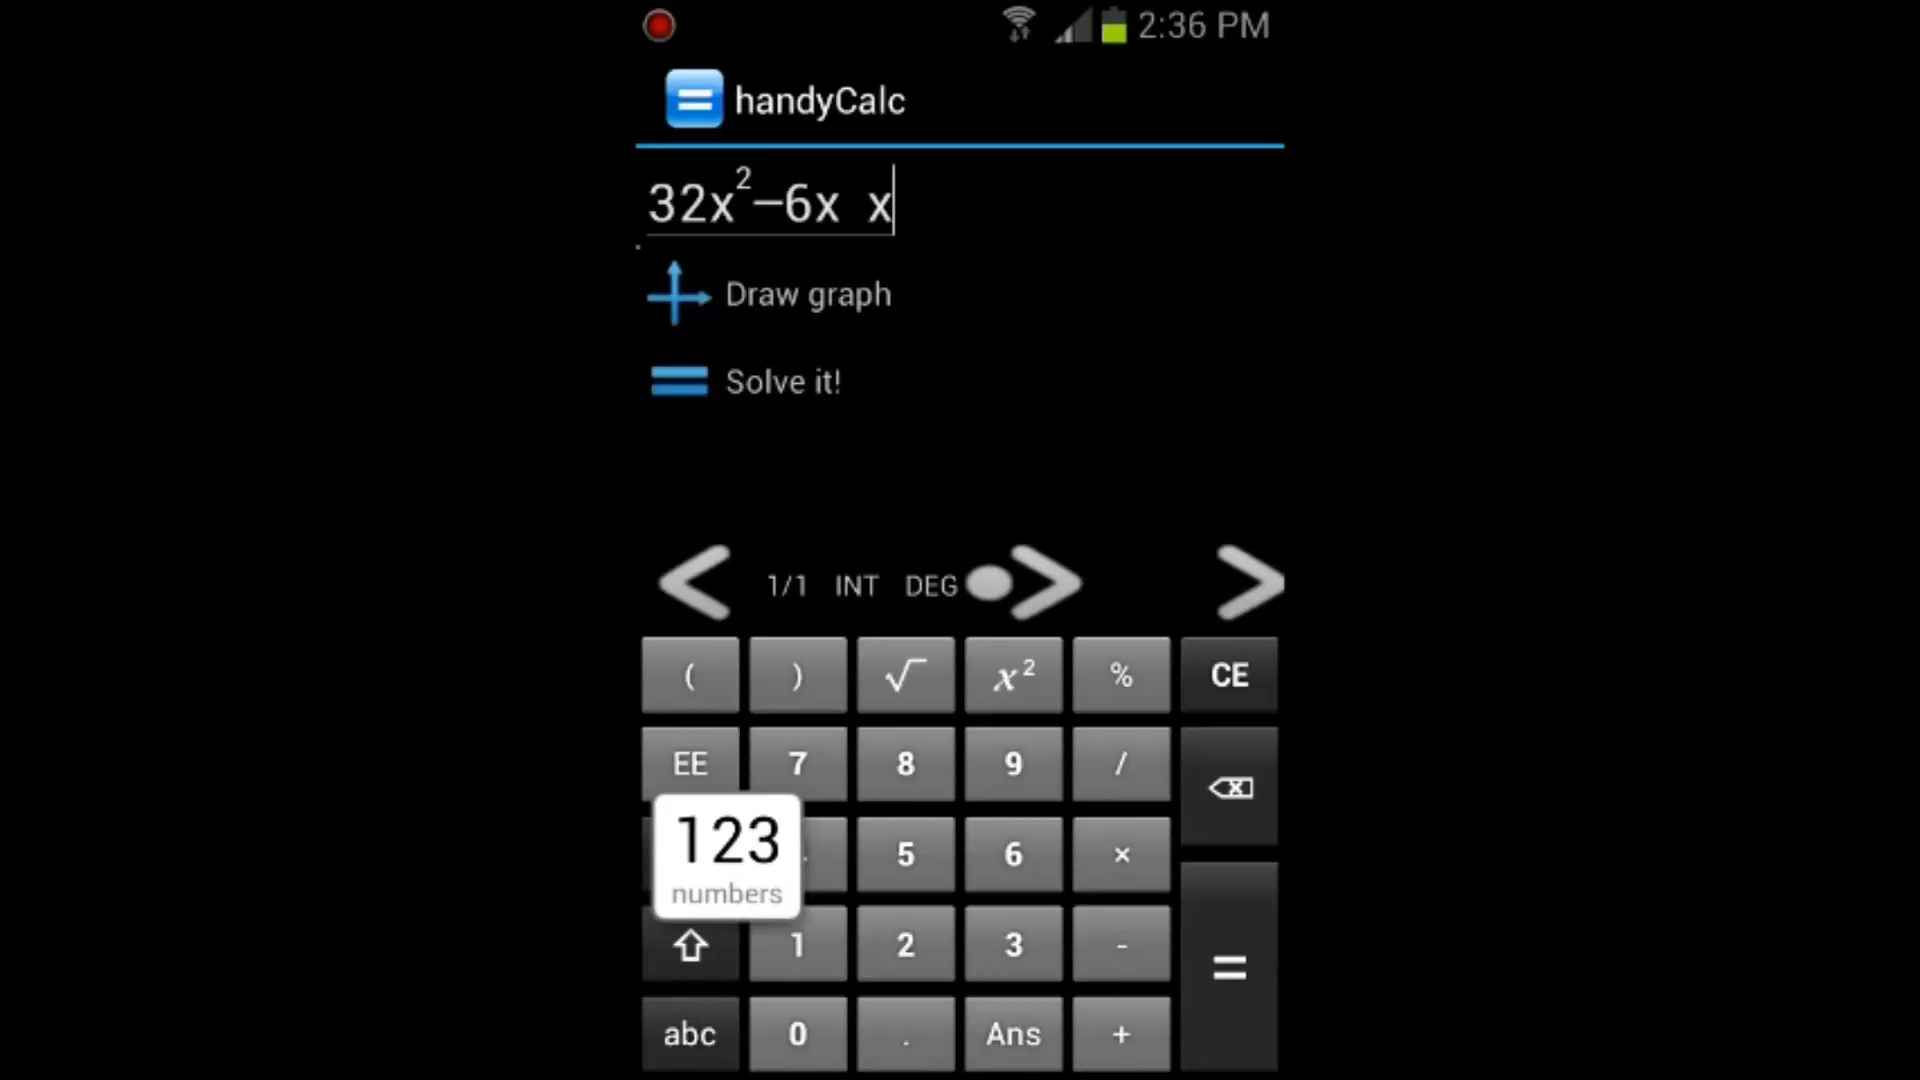 2:36 PM
handyCalc
32x²−6x x
Draw graph
Solve it!
1/1 INT DEG
( ) √ x² % CE
EE 7 8 9 /
123 5 6 ×
numbers
1 2 3 - =
abc 0 . Ans +